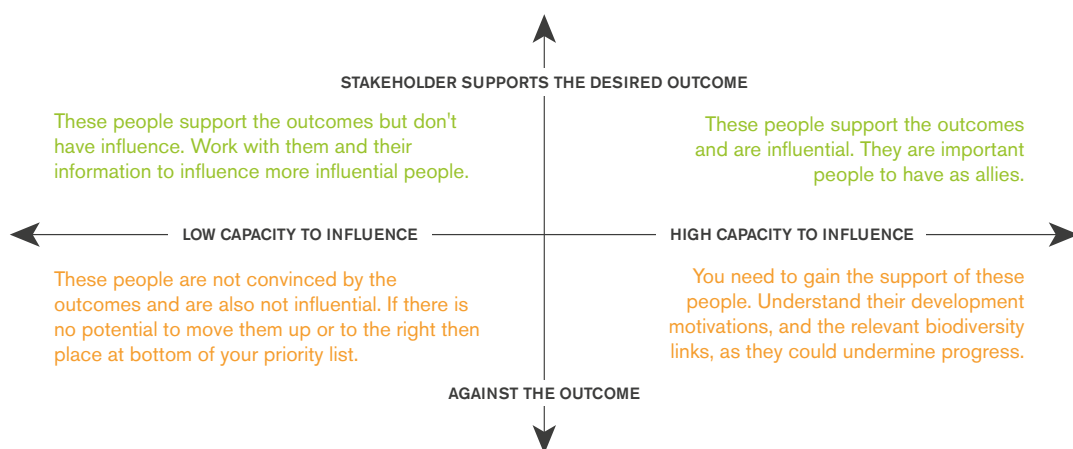 STAKEHOLDER SUPPORTS THE DESIRED OUTCOME
These people support the outcomes but don't
have influence. Work with them and their
information to influence more influential people.
These people support the outcomes
and are influential. They are important
people to have as allies.
LOW CAPACITY TO INFLUENCE
HIGH CAPACITY TO INFLUENCE
These people are not convinced by the
outcomes and are also not influential. If there is
no potential to move them up or to the right then
place at bottom of your priority list.
You need to gain the support of these
people. Understand their development
motivations, and the relevant biodiversity
links, as they could undermine progress.
AGAINST THE OUTCOME